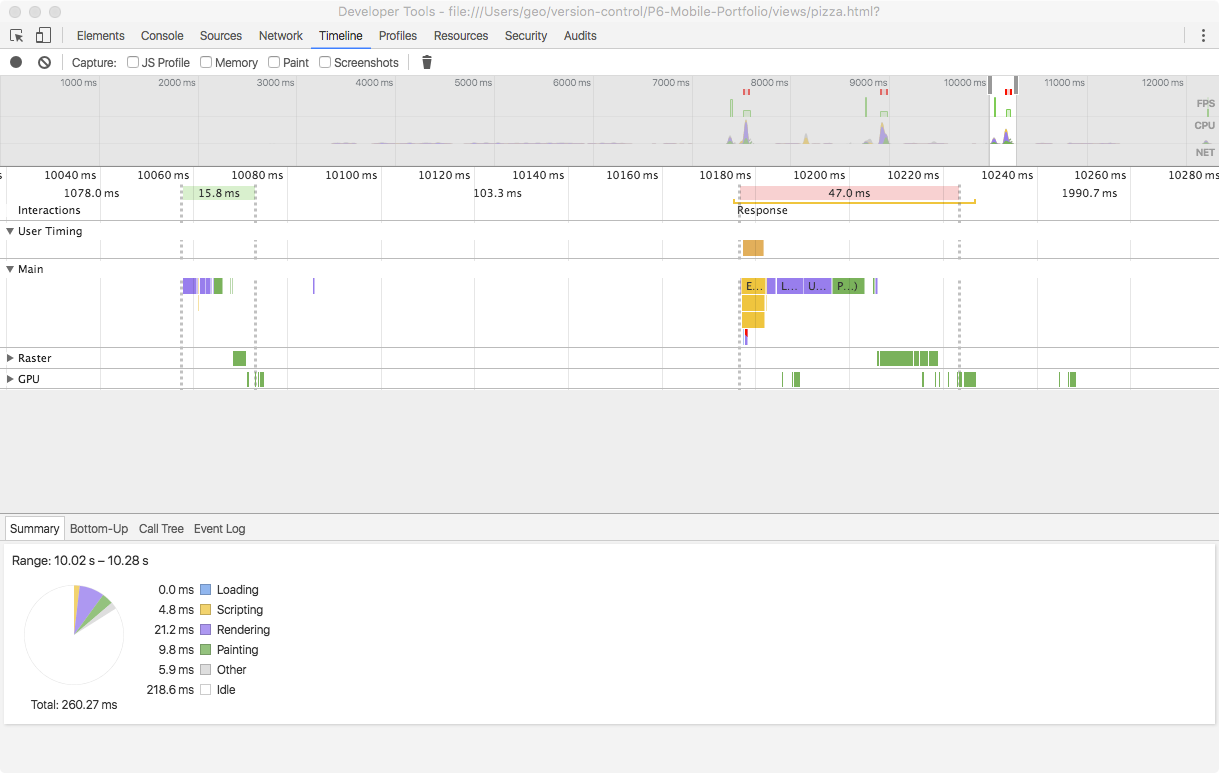 Developer Tools - file:///Users/geo/version-control/P6-Mobile-Portfolio/views/pizza.html?
Elements Console Sources Network Timeline Profiles Resources Security Audits
Capture: JS Profile Memory Paint Screenshots
1000 ms 2000 ms 3000 ms 4000 ms 5000 ms 6000 ms 7000 ms 8000 ms 9000 ms 10000 ms 11000 ms 12000 ms
FPS
CPU
NET
s 10040 ms 10060 ms 10080 ms 10100 ms 10120 ms 10140 ms 10160 ms 10180 ms 10200 ms 10220 ms 10240 ms 10260 ms 10280 ms
1078.0 ms 15.8 ms 103.3 ms 47.0 ms 1990.7 ms
Interactions Response
User Timing
Main
E... L... U... P...)
Raster
GPU
Summary Bottom-Up Call Tree Event Log
Range: 10.02 s – 10.28 s
0.0 ms Loading
4.8 ms Scripting
21.2 ms Rendering
9.8 ms Painting
5.9 ms Other
218.6 ms Idle
Total: 260.27 ms